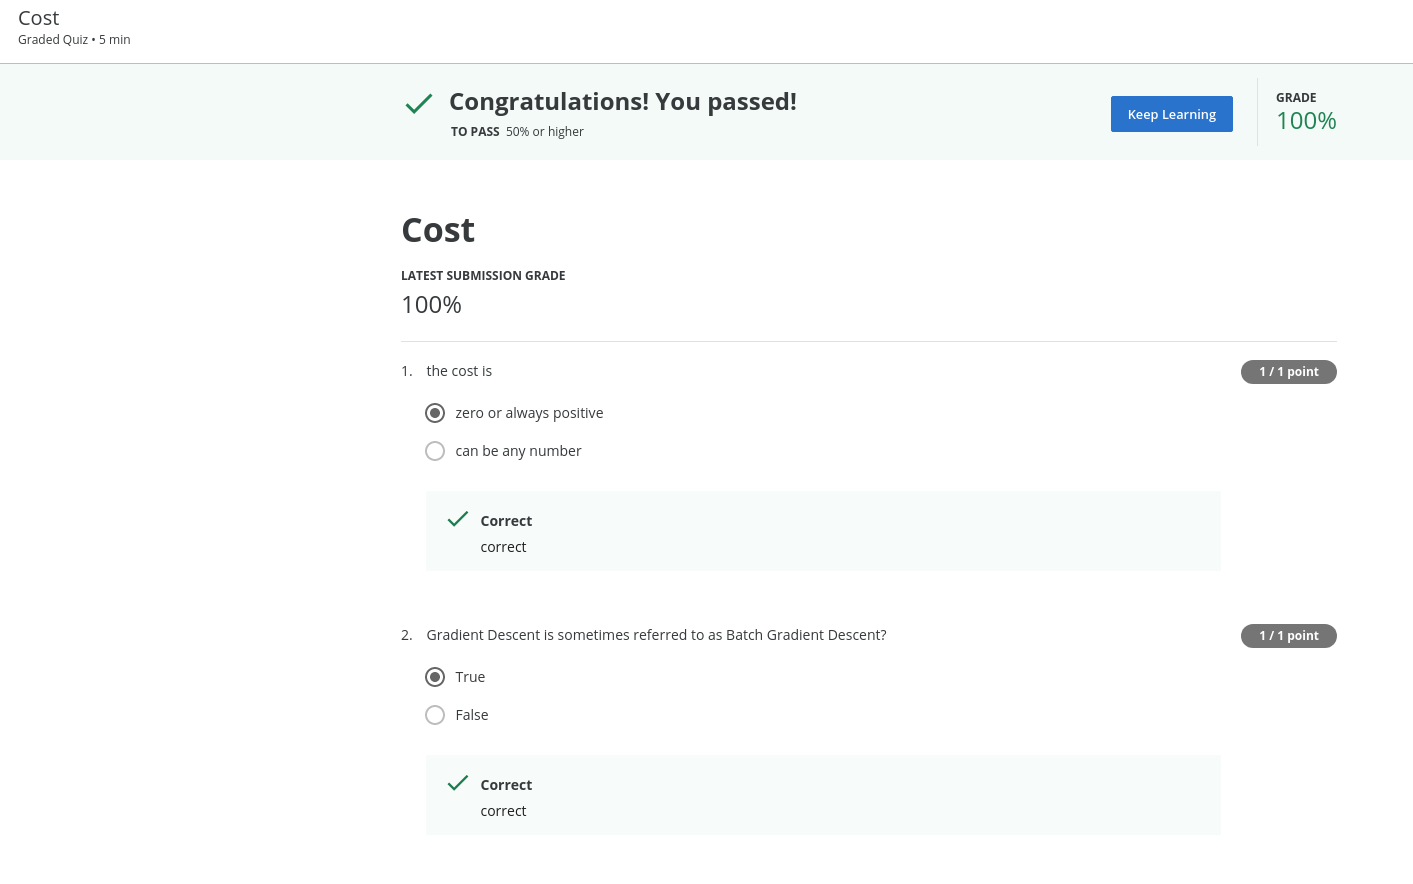 Cost
Graded Quiz • 5 min
Congratulations! You passed!
TO PASS 50% or higher
Keep Learning
GRADE
100%
Cost
LATEST SUBMISSION GRADE
100%
1. the cost is
1 / 1 point
zero or always positive
can be any number
Correct
correct
2. Gradient Descent is sometimes referred to as Batch Gradient Descent?
1 / 1 point
True
False
Correct
correct